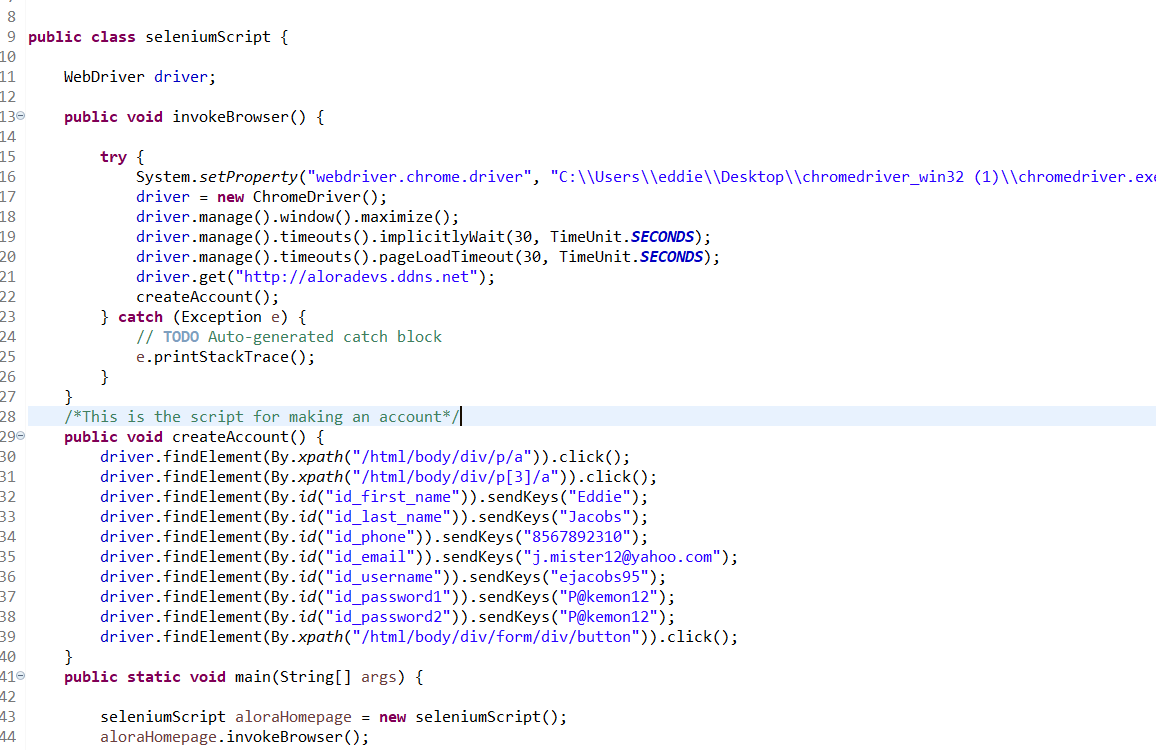 8
9 public class seleniumScript {
10
11 WebDriver driver;
12
13 public void invokeBrowser() {
14
15 try {
16 System.setProperty("webdriver.chrome.driver", "C:\\Users\\eddie\\Desktop\\chromedriver_win32 (1)\\chromedriver.exe
17 driver = new ChromeDriver();
18 driver.manage().window().maximize();
19 driver.manage().timeouts().implicitlyWait(30, TimeUnit.SECONDS);
20 driver.manage().timeouts().pageLoadTimeout(30, TimeUnit.SECONDS);
21 driver.get("http://aloradevs.ddns.net");
22 createAccount();
23 } catch (Exception e) {
24 // TODO Auto-generated catch block
25 e.printStackTrace();
26 }
27 }
28 /*This is the script for making an account*/
29 public void createAccount() {
30 driver.findElement(By.xpath("/html/body/div/p/a")).click();
31 driver.findElement(By.xpath("/html/body/div/p[3]/a")).click();
32 driver.findElement(By.id("id_first_name")).sendKeys("Eddie");
33 driver.findElement(By.id("id_last_name")).sendKeys("Jacobs");
34 driver.findElement(By.id("id_phone")).sendKeys("8567892310");
35 driver.findElement(By.id("id_email")).sendKeys("j.mister12@yahoo.com");
36 driver.findElement(By.id("id_username")).sendKeys("ejacobs95");
37 driver.findElement(By.id("id_password1")).sendKeys("P@kemon12");
38 driver.findElement(By.id("id_password2")).sendKeys("P@kemon12");
39 driver.findElement(By.xpath("/html/body/div/form/div/button")).click();
40 }
41 public static void main(String[] args) {
42
43 seleniumScript aloraHomepage = new seleniumScript();
44 aloraHomepage.invokeBrowser();